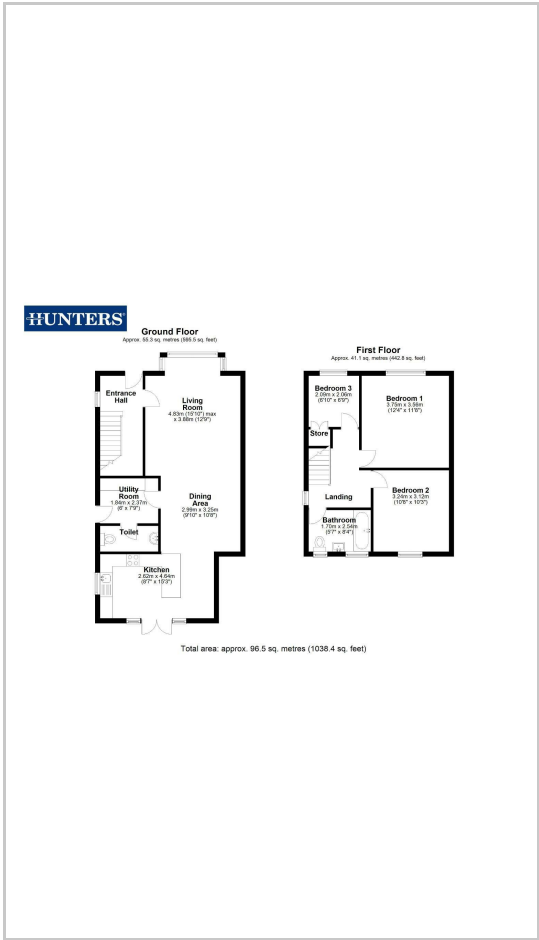 HUNTERS®
Ground Floor
Approx. 55.3 sq. metres (595.5 sq. feet)
Entrance
Hall
Living
Room
4.83m (15'10") max
x 3.88m (12'9")
Utility
Room
1.84m x 2.37m
(6' x 7'9")
Dining
Area
2.99m x 3.25m
(9'10" x 10'8")
Toilet
Kitchen
2.62m x 4.64m
(8'7" x 15'3")
First Floor
Approx. 41.1 sq. metres (442.8 sq. feet)
Bedroom 3
2.09m x 2.06m
(6'10" x 6'9")
Bedroom 1
3.75m x 3.56m
(12'4" x 11'8")
Store
Landing
Bedroom 2
3.24m x 3.12m
(10'8" x 10'3")
Bathroom
1.70m x 2.54m
(5'7" x 8'4")
Total area: approx. 96.5 sq. metres (1038.4 sq. feet)